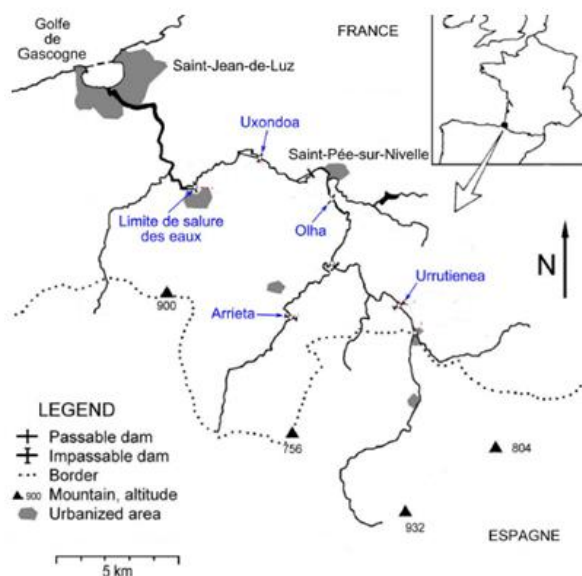 Golfe
de
Gascogne
FRANCE
Saint-Jean-de-Luz
Uxondoa
Saint-Pée-sur-Nivelle
Limite de salure
des eaux
Olha
N
900
Arrieta
Urrutienea
LEGEND
Passable dam
Impassable dam
Border
900 Mountain, altitude
Urbanized area
756
804
932
ESPAGNE
5 km